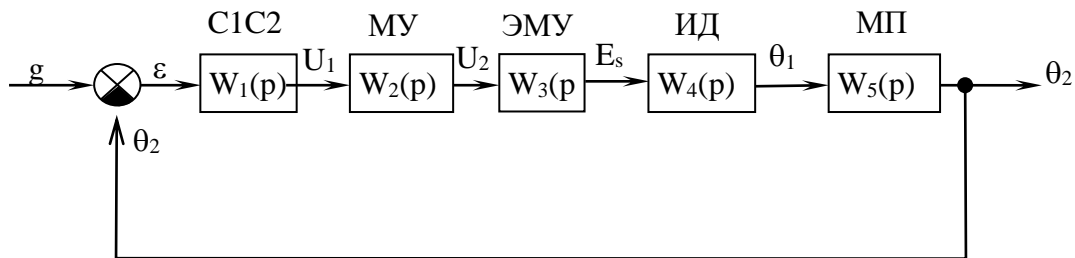 С1С2 МУ ЭМУ ИД МП
g ε W₁(p) U₁ W₂(p) U₂ W₃(p Eₛ W₄(p) θ₁ W₅(p) θ₂
θ₂